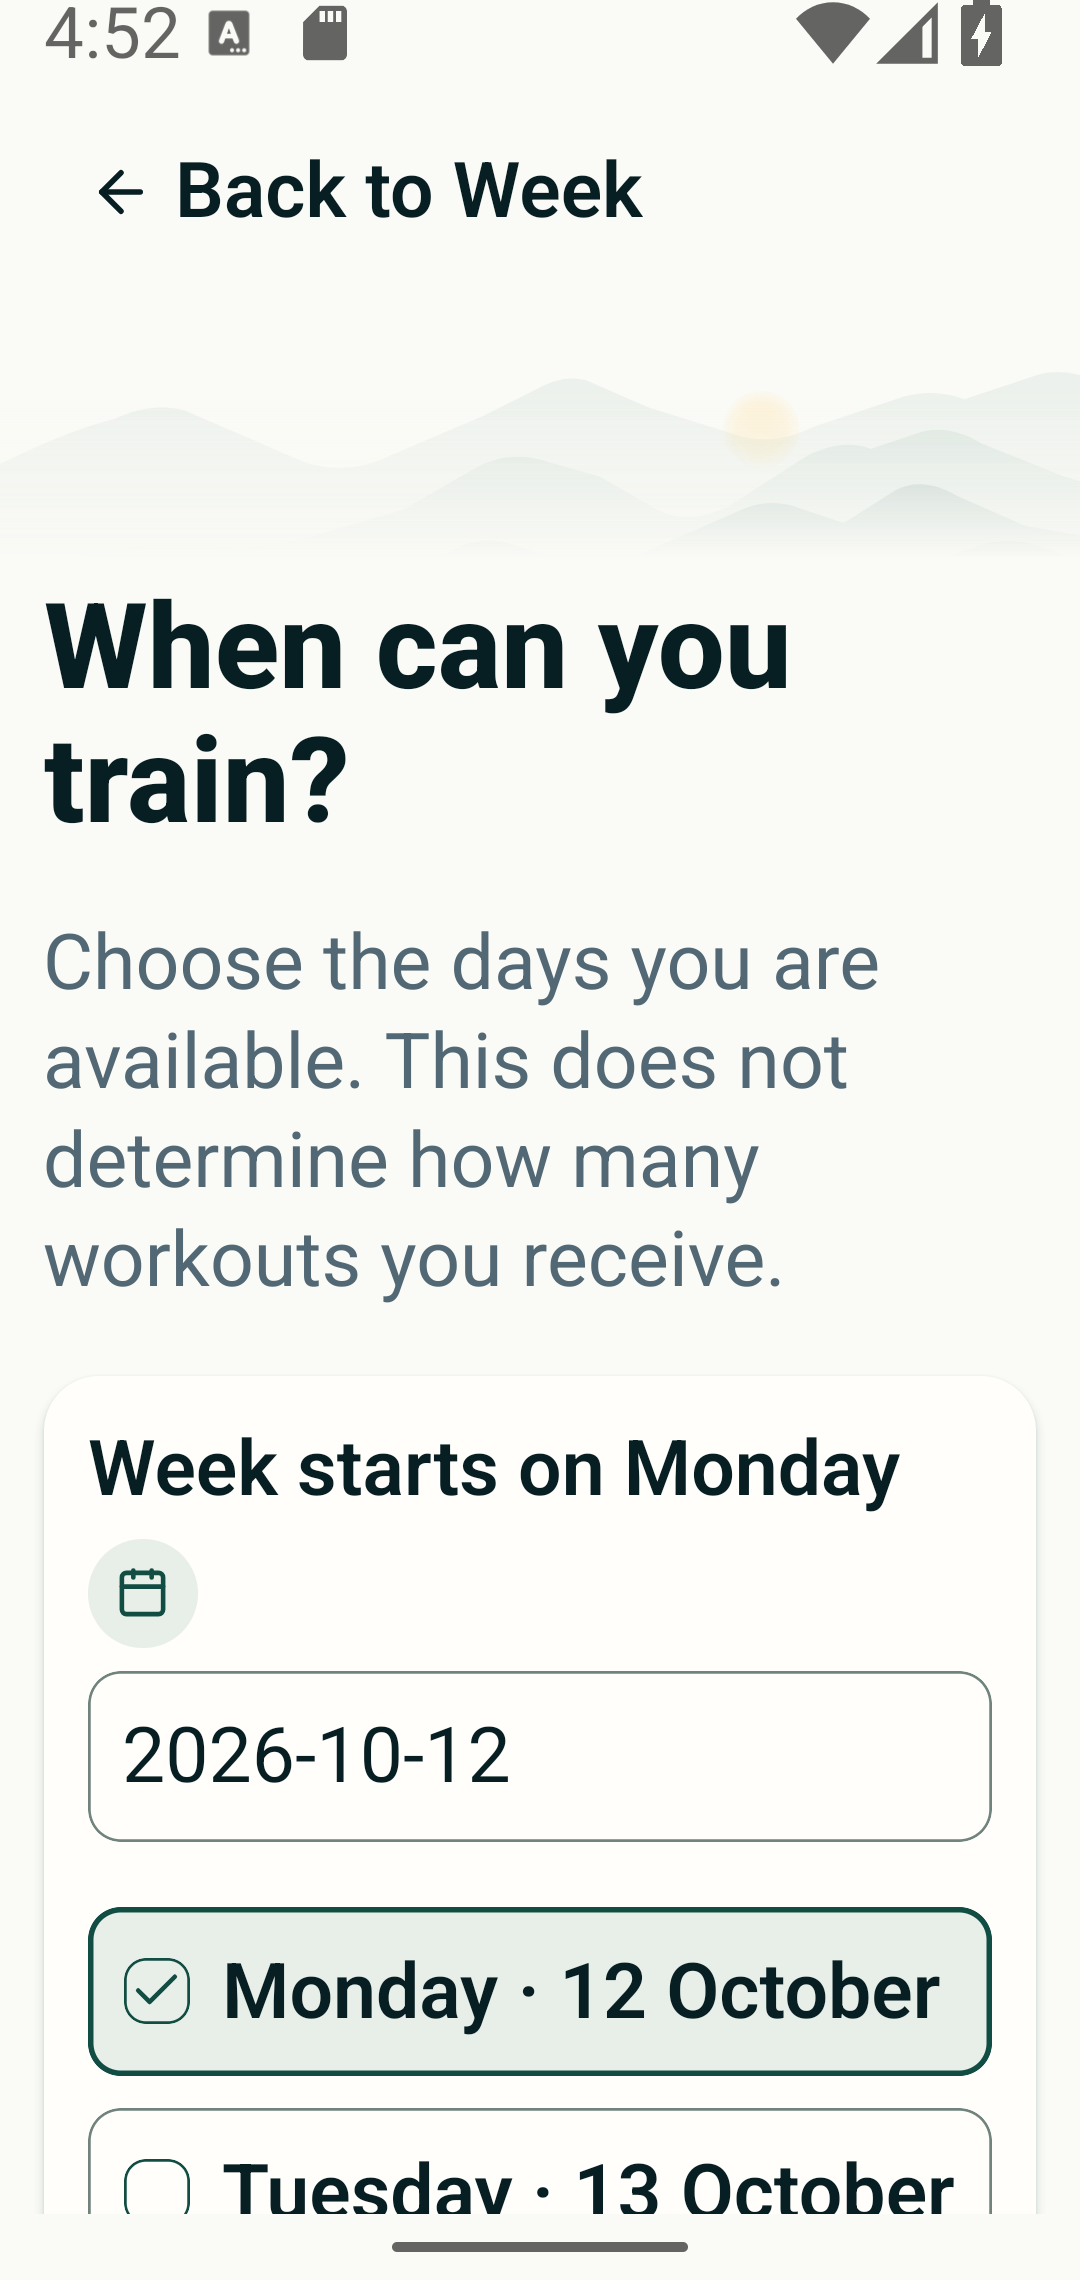 4:52
Back to Week
When can you
train?
Choose the days you are
available. This does not
determine how many
workouts you receive.
Week starts on Monday
2026-10-12
Monday · 12 October
Tuesday · 13 October